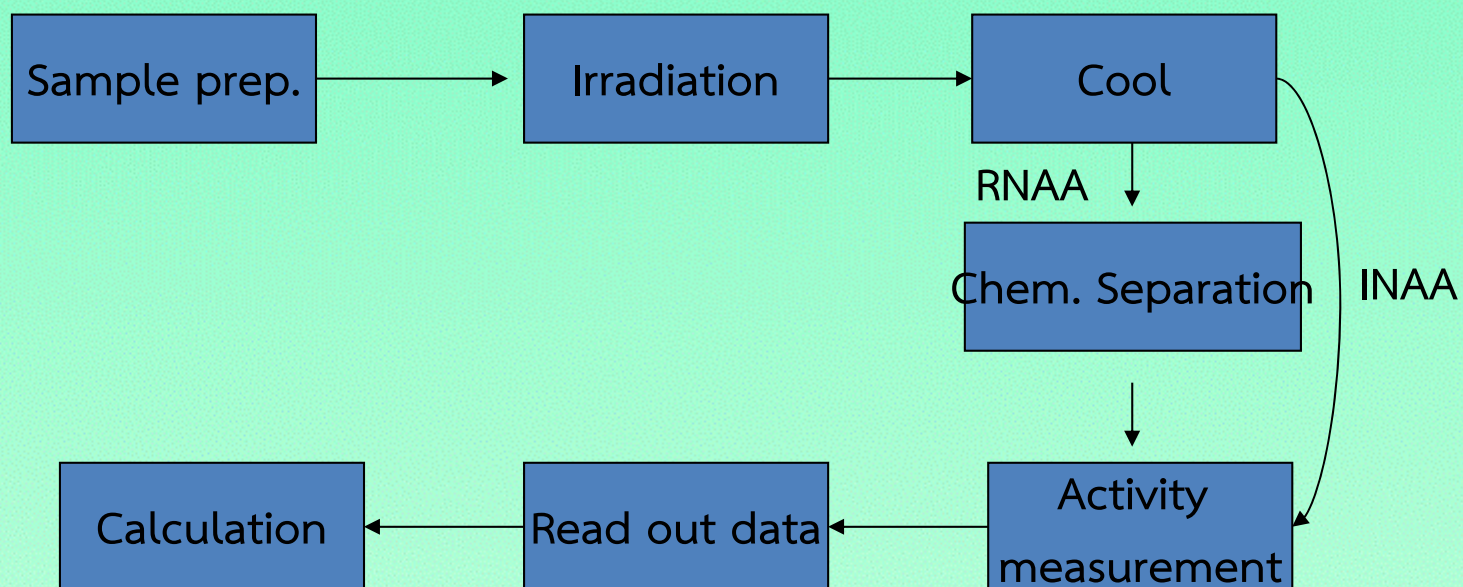 Sample prep.
Irradiation
Cool
RNAA
Chem. Separation
INAA
Activity
measurement
Read out data
Calculation